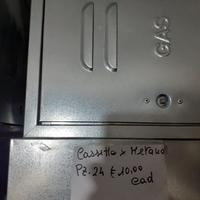 GAS
Cassetta x Metano
Pz. 24 € 10,00
cad